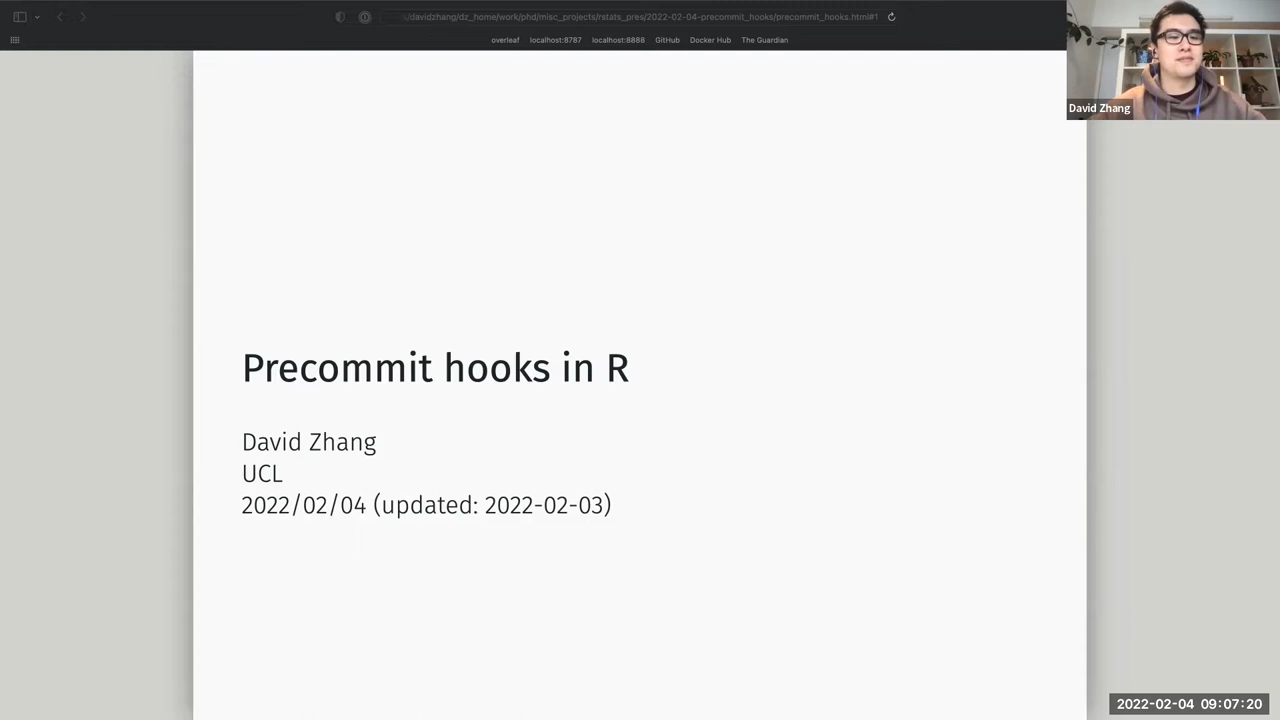 /davidzhang/dz_home/work/phd/misc_projects/rstats_pres/2022-02-04-precommit_hooks/precommit_hooks.html#1
overleaf localhost:8787 localhost:8888 GitHub Docker Hub The Guardian
David Zhang
Precommit hooks in R
David Zhang
UCL
2022/02/04 (updated: 2022-02-03)
2022-02-04 09:07:20